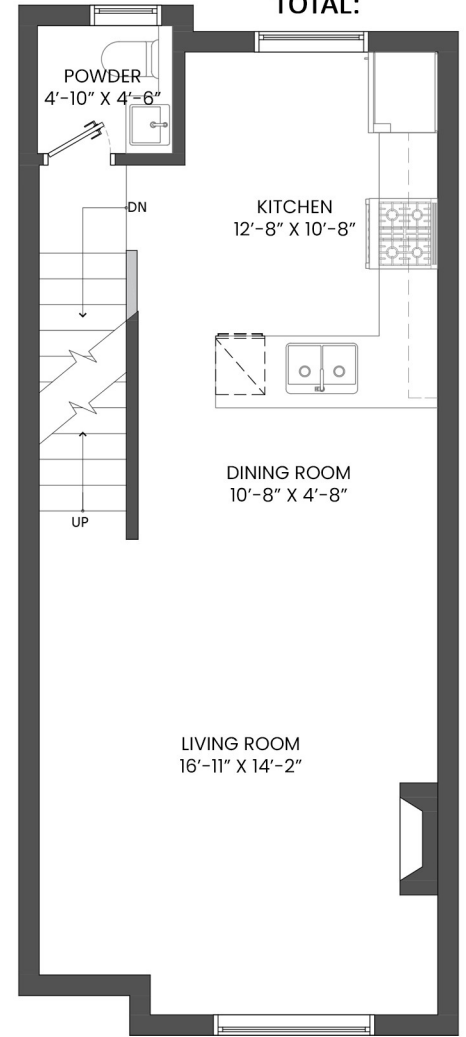 TOTAL:
POWDER
4’-10” X 4’-6”
DN
KITCHEN
12’-8” X 10’-8”
DINING ROOM
10’-8” X 4’-8”
UP
LIVING ROOM
16’-11” X 14’-2”